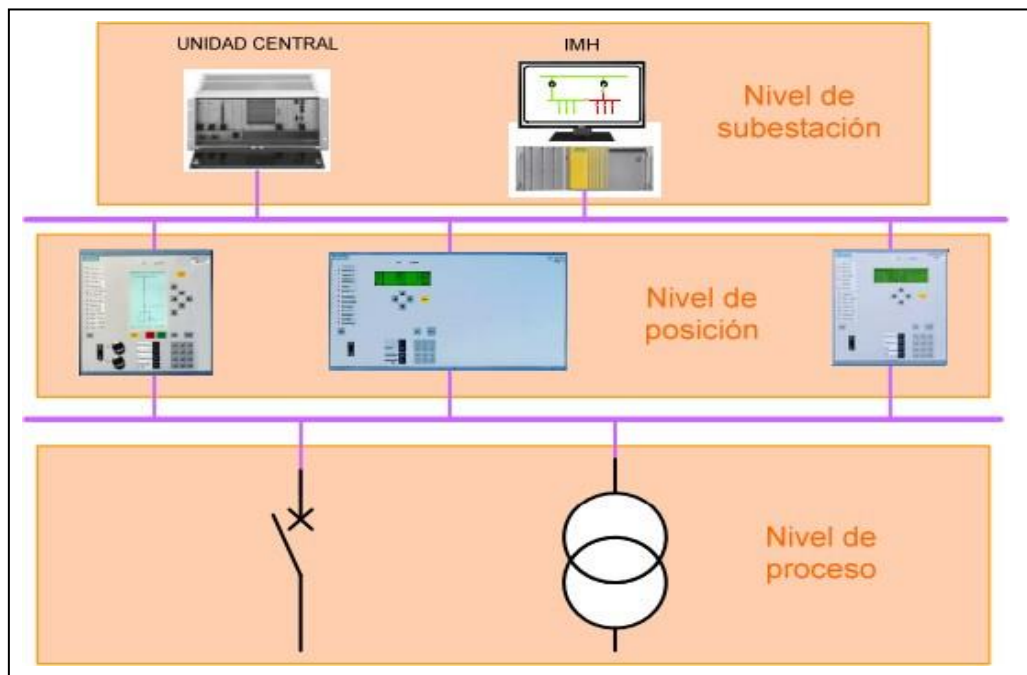 UNIDAD CENTRAL
IMH
Nivel de
subestación
Nivel de
posición
Nivel de
proceso